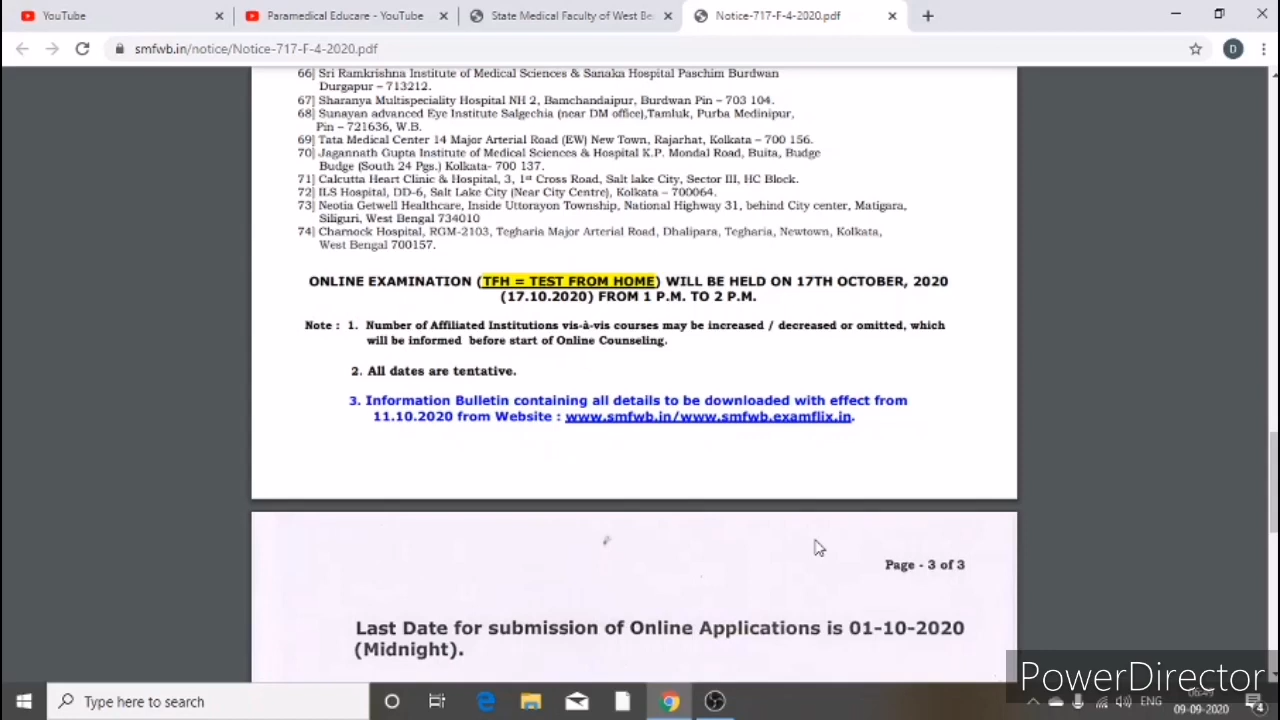 YouTube
Paramedical Educare - YouTube
State Medical Faculty of West Be
Notice-717-F-4-2020.pdf
smfwb.in/notice/Notice-717-F-4-2020.pdf
D
66] Sri Ramkrishna Institute of Medical Sciences & Sanaka Hospital Paschim Burdwan
Durgapur – 713212.
67] Sharanya Multispeciality Hospital NH 2, Bamchandaipur, Burdwan Pin – 703 104.
68] Sunayan advanced Eye Institute Salgechia (near DM office),Tamluk, Purba Medinipur,
Pin – 721636, W.B.
69] Tata Medical Center 14 Major Arterial Road (EW) New Town, Rajarhat, Kolkata – 700 156.
70] Jagannath Gupta Institute of Medical Sciences & Hospital K.P. Mondal Road, Buita, Budge
Budge (South 24 Pgs.) Kolkata- 700 137.
71] Calcutta Heart Clinic & Hospital, 3, 1st Cross Road, Salt lake City, Sector III, HC Block.
72] ILS Hospital, DD-6, Salt Lake City (Near City Centre), Kolkata – 700064.
73] Neotia Getwell Healthcare, Inside Uttorayon Township, National Highway 31, behind City center, Matigara,
Siliguri, West Bengal 734010
74] Charnock Hospital, RGM-2103, Tegharia Major Arterial Road, Dhalipara, Tegharia, Newtown, Kolkata,
West Bengal 700157.
ONLINE EXAMINATION (TFH = TEST FROM HOME) WILL BE HELD ON 17TH OCTOBER, 2020
(17.10.2020) FROM 1 P.M. TO 2 P.M.
Note : 1. Number of Affiliated Institutions vis-à-vis courses may be increased / decreased or omitted, which
will be informed before start of Online Counseling.
2. All dates are tentative.
3. Information Bulletin containing all details to be downloaded with effect from
11.10.2020 from Website : www.smfwb.in/www.smfwb.examflix.in.
Page - 3 of 3
Last Date for submission of Online Applications is 01-10-2020
(Midnight).
PowerDirector
Type here to search
ENG
09-09-2020
4